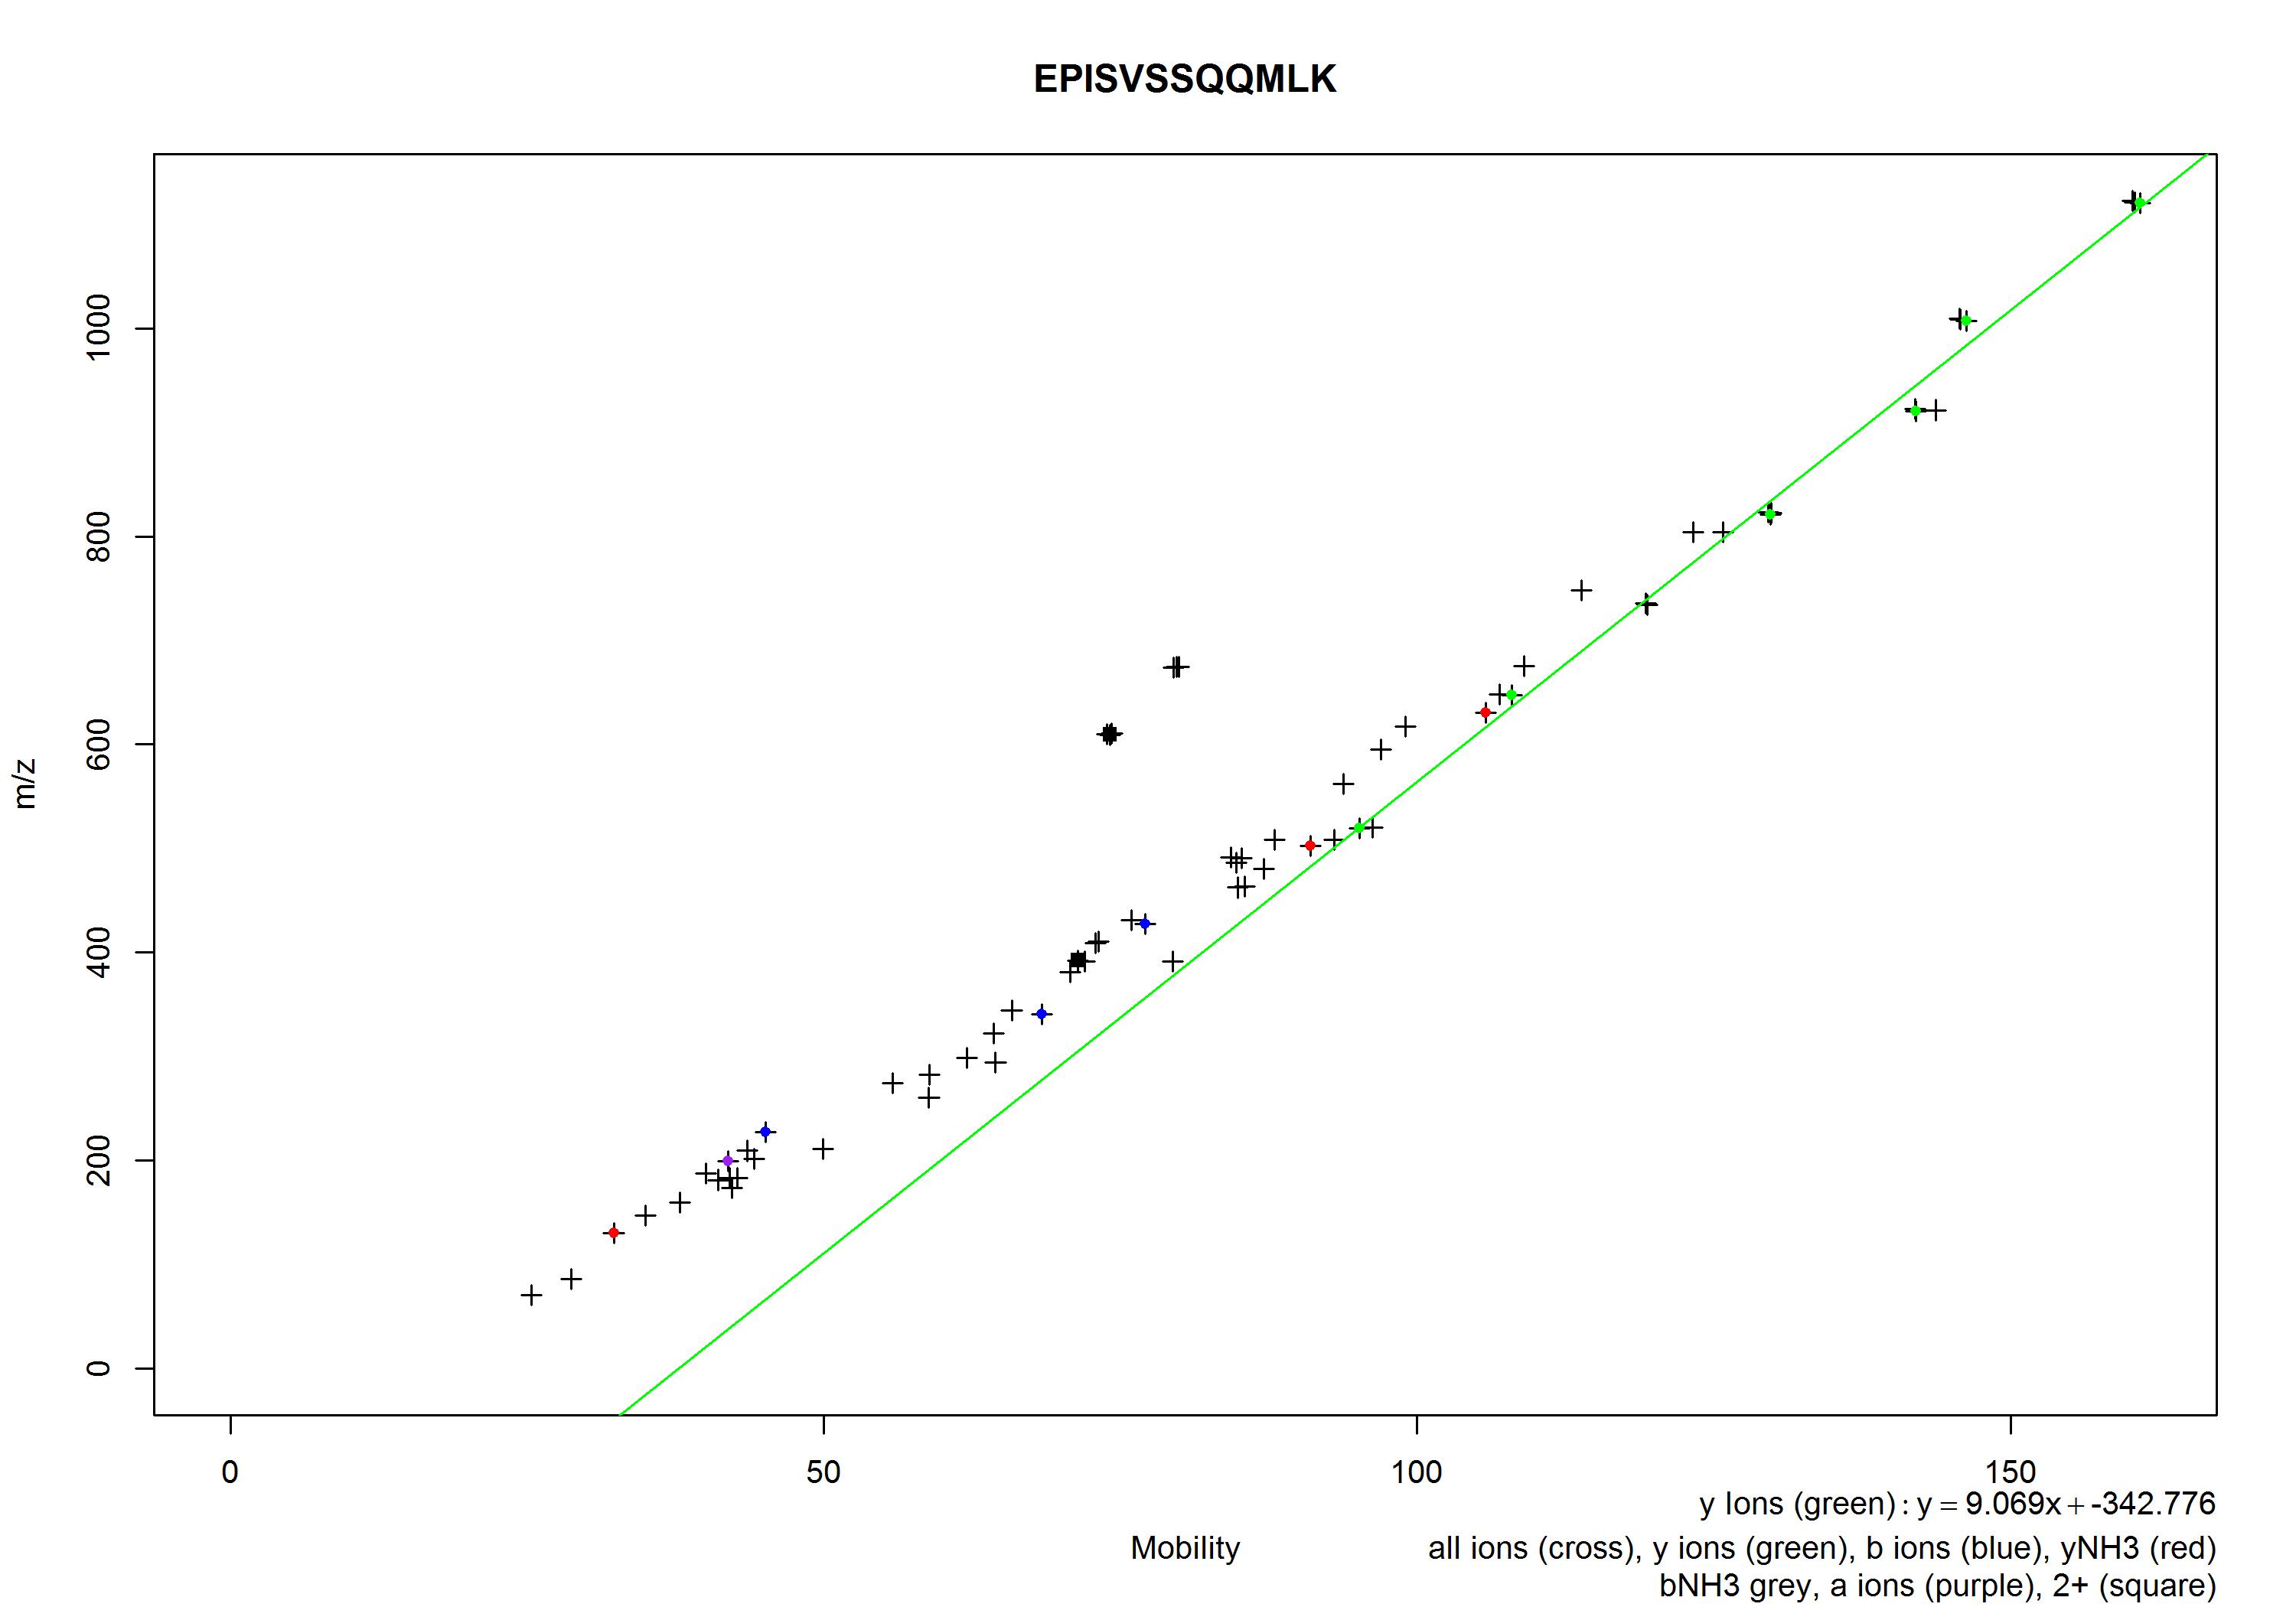 EPISVSSQQMLK
m/z
1000
800
600
400
200
0
0 50 100 150
y Ions (green) : y = 9.069x + -342.776
Mobility all ions (cross), y ions (green), b ions (blue), yNH3 (red)
bNH3 grey, a ions (purple), 2+ (square)